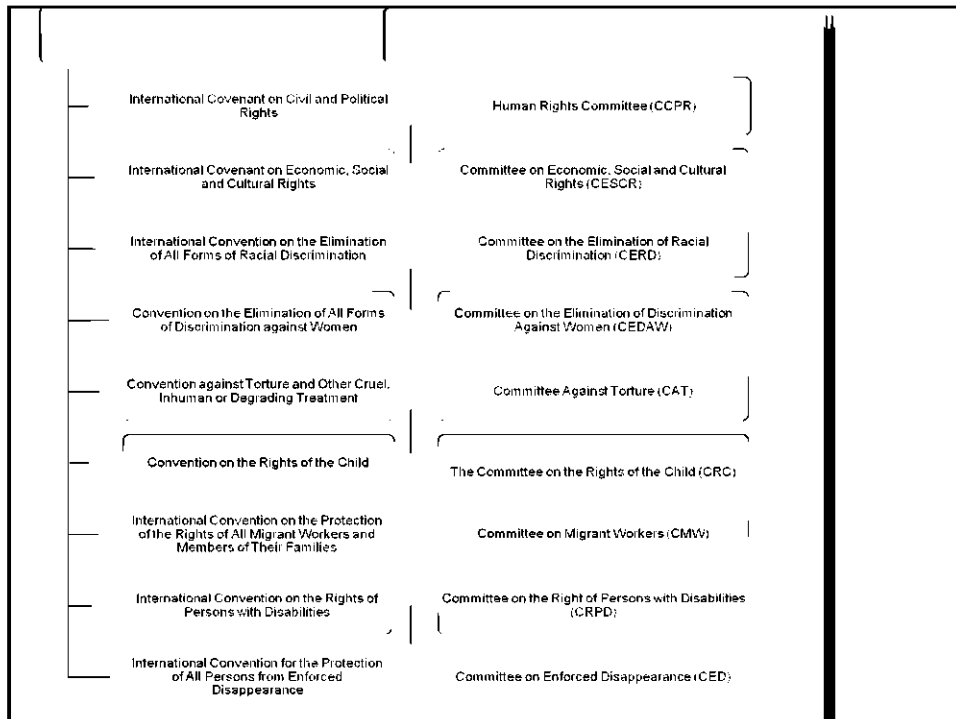 International Covenant on Civil and Political
Rights
Human Rights Committee (CCPR)
International Covenant on Economic, Social
and Cultural Rights
Committee on Economic, Social and Cultural
Rights (CESCR)
International Convention on the Elimination
of All Forms of Racial Discrimination
Committee on the Elimination of Racial
Discrimination (CERD)
Convention on the Elimination of All Forms
of Discrimination against Women
Committee on the Elimination of Discrimination
Against Women (CEDAW)
Convention against Torture and Other Cruel,
Inhuman or Degrading Treatment
Committee Against Torture (CAT)
Convention on the Rights of the Child
The Committee on the Rights of the Child (CRC)
International Convention on the Protection
of the Rights of All Migrant Workers and
Members of Their Families
Committee on Migrant Workers (CMW)
International Convention on the Rights of
Persons with Disabilities
Committee on the Right of Persons with Disabilities
(CRPD)
International Convention for the Protection
of All Persons from Enforced
Disappearance
Committee on Enforced Disappearance (CED)